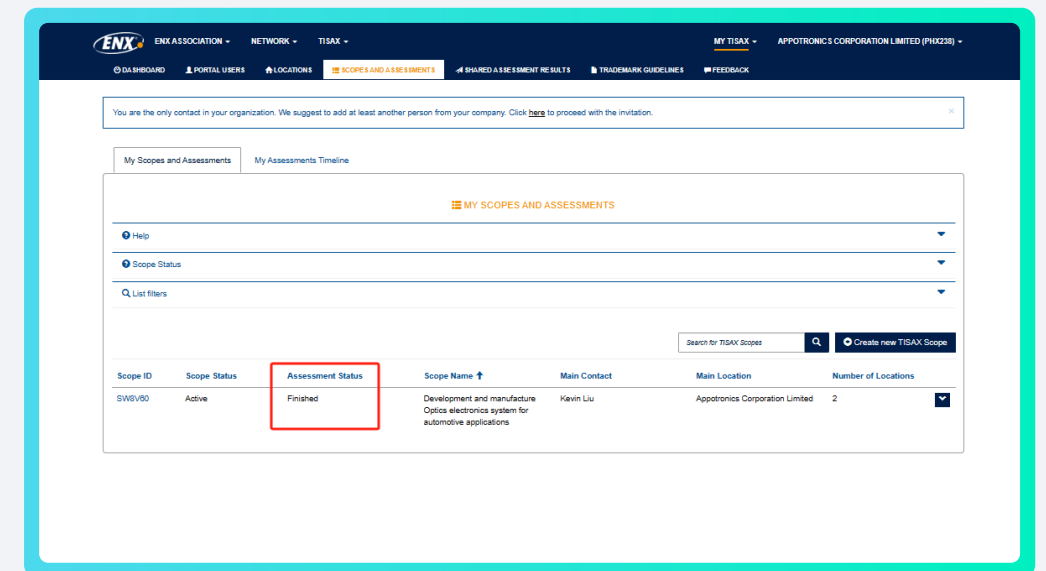 ENX ENX ASSOCIATION NETWORK TISAX MY TISAX APPOTRONICS CORPORATION LIMITED (PHX238)
DASHBOARD PORTAL USERS LOCATIONS SCOPES AND ASSESSMENTS SHARED ASSESSMENT RESULTS TRADEMARK GUIDELINES FEEDBACK
You are the only contact in your organization. We suggest to add at least another person from your company. Click here to proceed with the invitation. ×
My Scopes and Assessments My Assessments Timeline
MY SCOPES AND ASSESSMENTS
Help
Scope Status
List filters
Search for TISAX Scopes Create new TISAX Scope
Scope ID Scope Status Assessment Status Scope Name Main Contact Main Location Number of Locations
SW8V60 Active Finished Development and manufacture Kevin Liu Appotronics Corporation Limited 2
Optics electronics system for
automotive applications